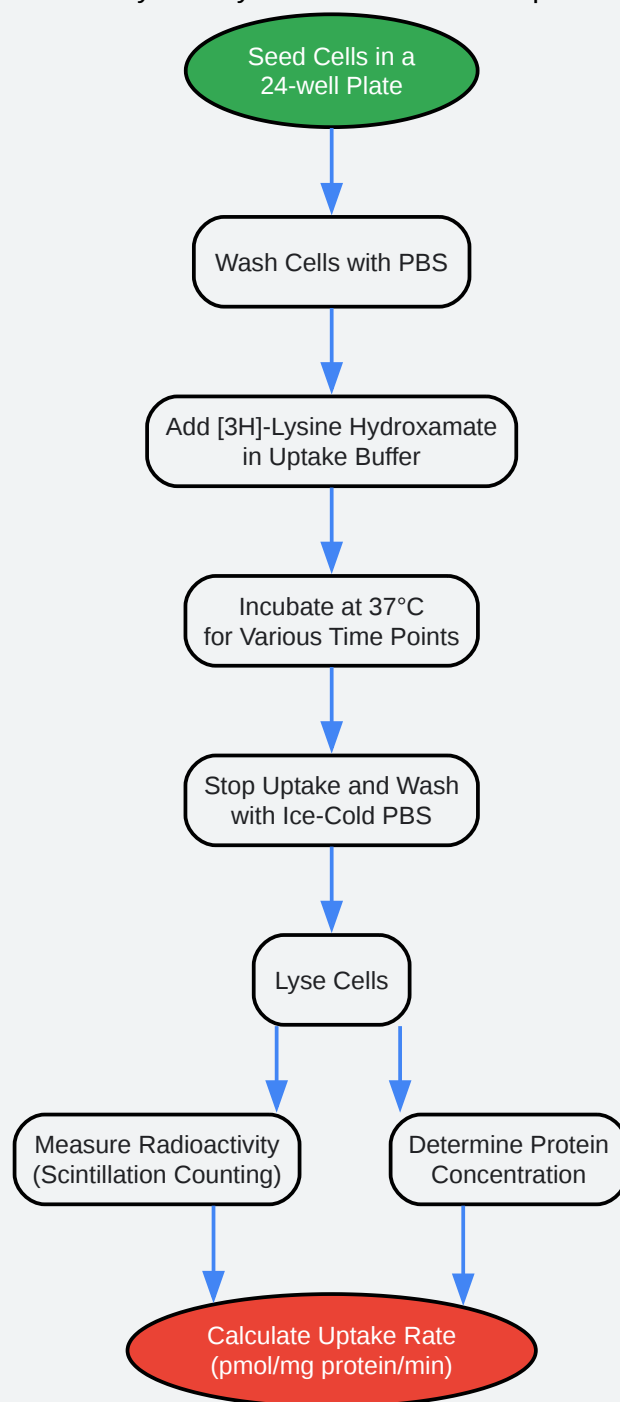 Seed Cells in a
24-well Plate
Wash Cells with PBS
Add [3H]-Lysine Hydroxamate
in Uptake Buffer
Incubate at 37°C
for Various Time Points
Stop Uptake and Wash
with Ice-Cold PBS
Lyse Cells
Measure Radioactivity
(Scintillation Counting)
Determine Protein
Concentration
Calculate Uptake Rate
(pmol/mg protein/min)